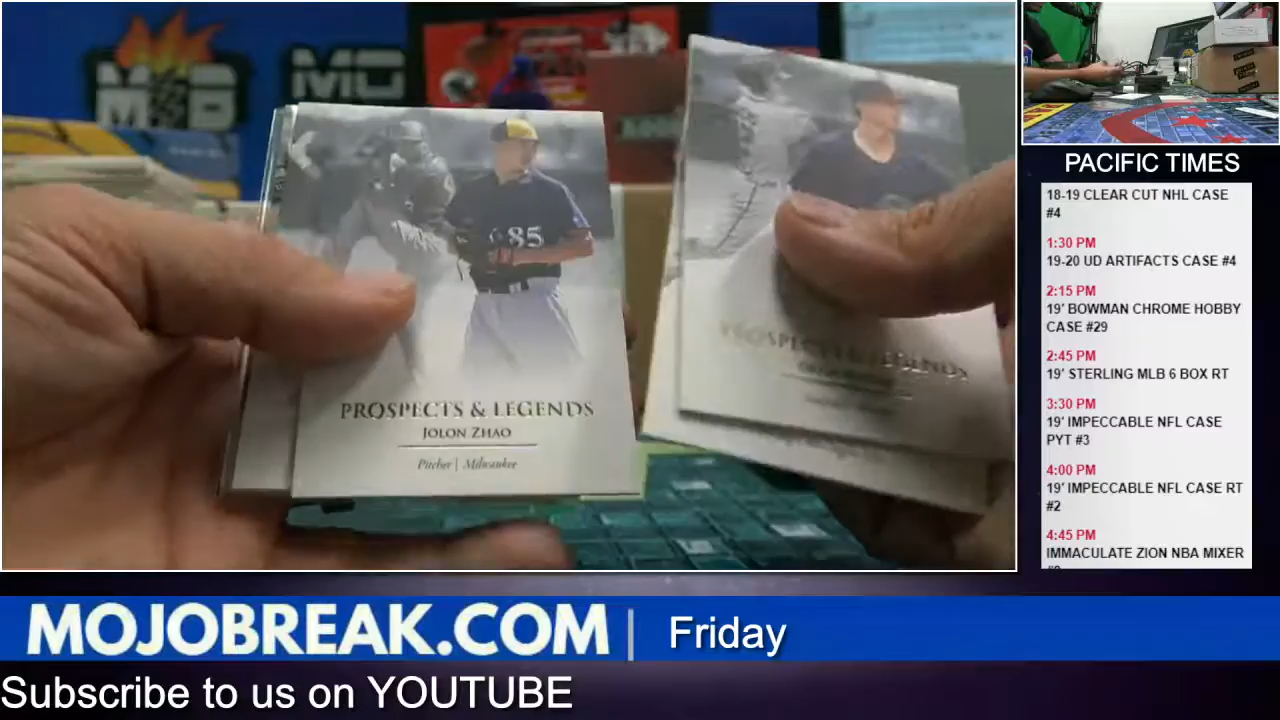 M B
MO
85
PROSPECTS & LEGENDS
JOLON ZHAO
Pitcher | Milwaukee
PROSPECTS & LEGENDS
PACIFIC TIMES
18-19 CLEAR CUT NHL CASE
#4
1:30 PM
19-20 UD ARTIFACTS CASE #4
2:15 PM
19' BOWMAN CHROME HOBBY
CASE #29
2:45 PM
19' STERLING MLB 6 BOX RT
3:30 PM
19' IMPECCABLE NFL CASE
PYT #3
4:00 PM
19' IMPECCABLE NFL CASE RT
#2
4:45 PM
IMMACULATE ZION NBA MIXER
MOJOBREAK.COM | Friday
Subscribe to us on YOUTUBE